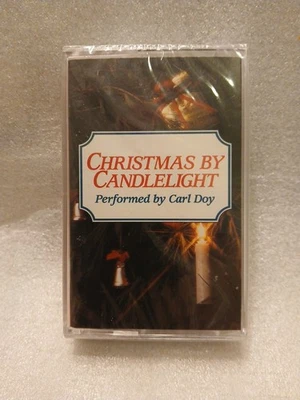 CHRISTMAS BY
CANDLELIGHT
Performed by Carl Doy